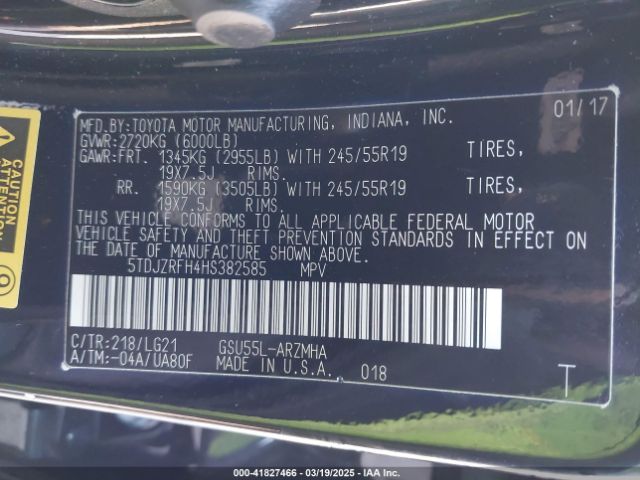 MFD.BY:TOYOTA MOTOR MANUFACTURING, INDIANA, INC. 01/17
GVWR:2720KG (6000LB)
GAWR:FRT. 1345KG (2955LB) WITH 245/55R19 TIRES,
19X7.5J RIMS.
RR. 1590KG (3505LB) WITH 245/55R19 TIRES,
19X7.5J RIMS.
THIS VEHICLE CONFORMS TO ALL APPLICABLE FEDERAL MOTOR
VEHICLE SAFETY AND THEFT PREVENTION STANDARDS IN EFFECT ON
THE DATE OF MANUFACTURE SHOWN ABOVE.
5TDJZRFH4HS382585 MPV
C/TR:218/LG21 GSU55L-ARZMHA
A/TM:-04A/UA80F MADE IN U.S.A. 018 T
000-41827466 - 03/19/2025 - IAA Inc.